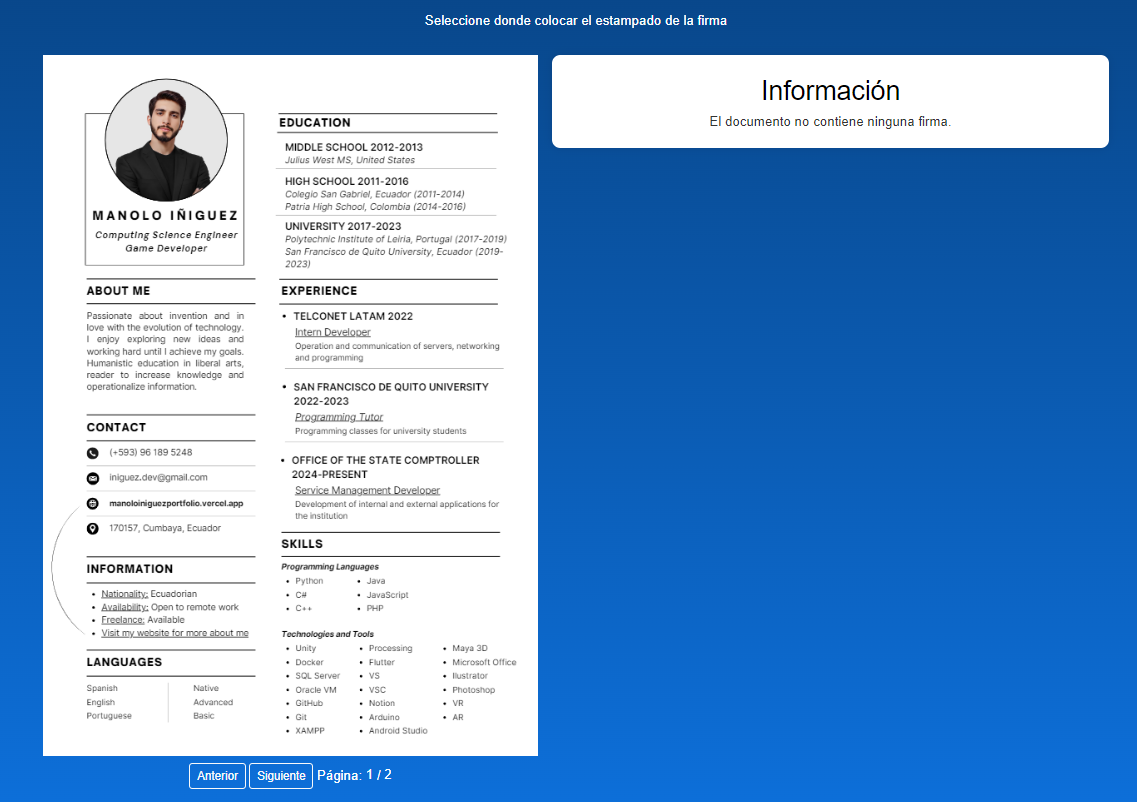 Seleccione donde colocar el estampado de la firma
MANOLO IÑIGUEZ
Computing Science Engineer
Game Developer
ABOUT ME
Passionate about invention and in
love with the evolution of technology.
I enjoy exploring new ideas and
working hard until I achieve my goals.
Humanistic education in liberal arts,
reader to increase knowledge and
operationalize information.
CONTACT
(+593) 96 189 5248
iniguez.dev@gmail.com
manoloiniguezportfolio.vercel.app
170157, Cumbaya, Ecuador
INFORMATION
• Nationality: Ecuadorian
• Availability: Open to remote work
• Freelance: Available
• Visit my website for more about me
LANGUAGES
Spanish Native
English Advanced
Portuguese Basic
EDUCATION
MIDDLE SCHOOL 2012-2013
Julius West MS, United States
HIGH SCHOOL 2011-2016
Colegio San Gabriel, Ecuador (2011-2014)
Patria High School, Colombia (2014-2016)
UNIVERSITY 2017-2023
Polytechnic Institute of Leiria, Portugal (2017-2019)
San Francisco de Quito University, Ecuador (2019-
2023)
EXPERIENCE
• TELCONET LATAM 2022
Intern Developer
Operation and communication of servers, networking
and programming
• SAN FRANCISCO DE QUITO UNIVERSITY
2022-2023
Programming Tutor
Programming classes for university students
• OFFICE OF THE STATE COMPTROLLER
2024-PRESENT
Service Management Developer
Development of internal and external applications for
the institution
SKILLS
Programming Languages
• Python • Java
• C# • JavaScript
• C++ • PHP
Technologies and Tools
• Unity • Processing • Maya 3D
• Docker • Flutter • Microsoft Office
• SQL Server • VS • Ilustrator
• Oracle VM • VSC • Photoshop
• GitHub • Notion • VR
• Git • Arduino • AR
• XAMPP • Android Studio
Información
El documento no contiene ninguna firma.
Anterior Siguiente Página: 1 / 2